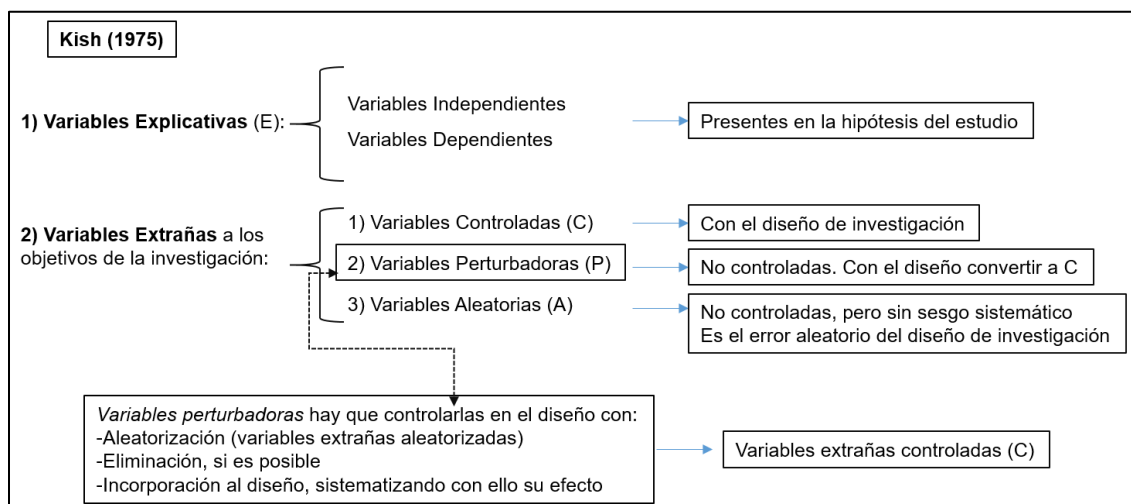 Kish (1975)
1) Variables Explicativas (E):
Variables Independientes
Variables Dependientes
Presentes en la hipótesis del estudio
2) Variables Extrañas a los
objetivos de la investigación:
1) Variables Controladas (C)
Con el diseño de investigación
2) Variables Perturbadoras (P)
No controladas. Con el diseño convertir a C
3) Variables Aleatorias (A)
No controladas, pero sin sesgo sistemático
Es el error aleatorio del diseño de investigación
Variables perturbadoras hay que controlarlas en el diseño con:
-Aleatorización (variables extrañas aleatorizadas)
-Eliminación, si es posible
-Incorporación al diseño, sistematizando con ello su efecto
Variables extrañas controladas (C)